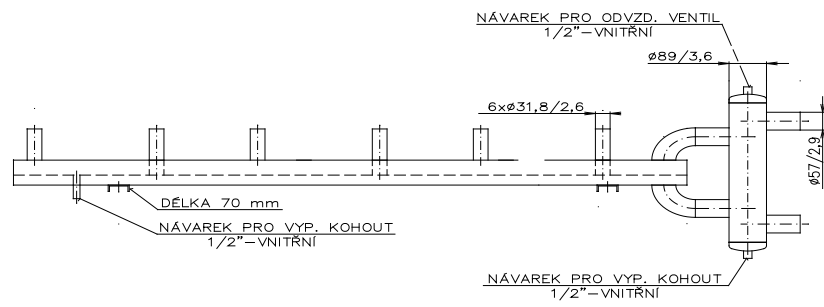 NÁVAREK PRO ODVZD. VENTIL
1/2"-VNITŘNÍ
ø89/3,6
6xø31,8/2,6
ø57/2,9
DÉLKA 70 mm
NÁVAREK PRO VYP. KOHOUT
1/2"-VNITŘNÍ
NÁVAREK PRO VYP. KOHOUT
1/2"-VNITŘNÍ